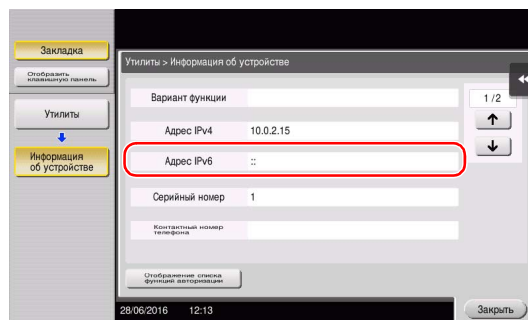 Закладка
Отобразить
клавишную панель
Утилиты
Информация
об устройстве
Утилиты > Информация об устройстве
Вариант функции
1 /2
Адрес IPv4 10.0.2.15
Адрес IPv6 ::
Серийный номер 1
Контактный номер
телефона
Отображение списка
функций авторизации
28/06/2016 12:13
Закрыть